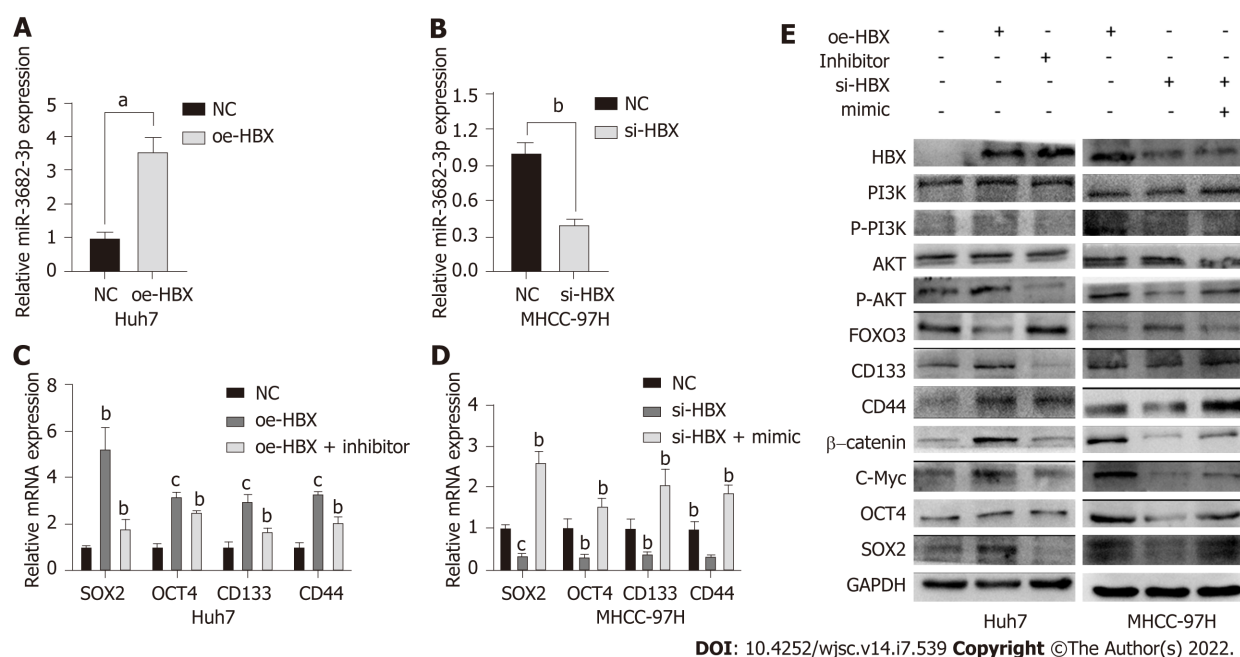 A
Relative miR-3682-3p expression
5
4
3
2
1
0
a
NC
oe-HBX
NC oe-HBX
Huh7
B
Relative miR-3682-3p expression
1.5
1.2
0.9
0.6
0.3
0.0
b
NC
si-HBX
NC si-HBX
MHCC-97H
C
Relative mRNA expression
8
6
4
2
0
NC
oe-HBX
oe-HBX + inhibitor
b b c b c b c b
SOX2 OCT4 CD133 CD44
Huh7
D
Relative mRNA expression
4
3
2
1
0
NC
si-HBX
si-HBX + mimic
c b b b b b b b
SOX2 OCT4 CD133 CD44
MHCC-97H
E
oe-HBX - + - + - -
Inhibitor - - + - - -
si-HBX - - - - + +
mimic - - - - - +
HBX
PI3K
P-PI3K
AKT
P-AKT
FOXO3
CD133
CD44
β-catenin
C-Myc
OCT4
SOX2
GAPDH
Huh7 MHCC-97H
DOI: 10.4252/wjsc.v14.i7.539 Copyright ©The Author(s) 2022.